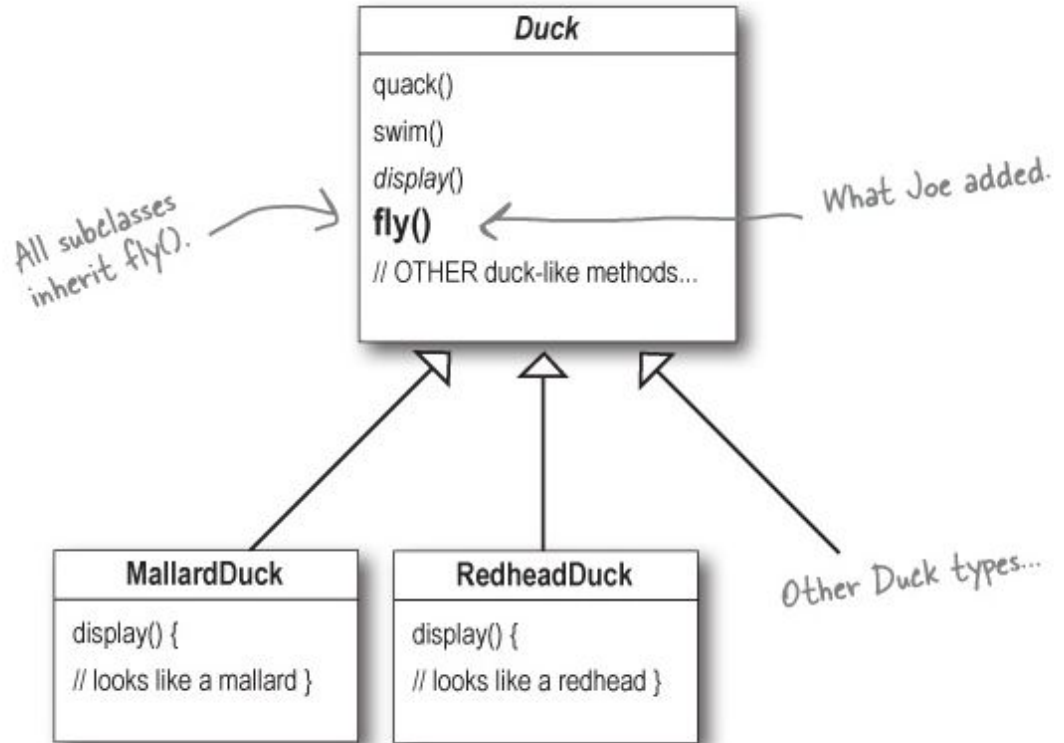 Duck
quack()
swim()
display()
fly()
// OTHER duck-like methods...
All subclasses
inherit fly().
What Joe added.
MallardDuck
display() {
// looks like a mallard }
RedheadDuck
display() {
// looks like a redhead }
Other Duck types...